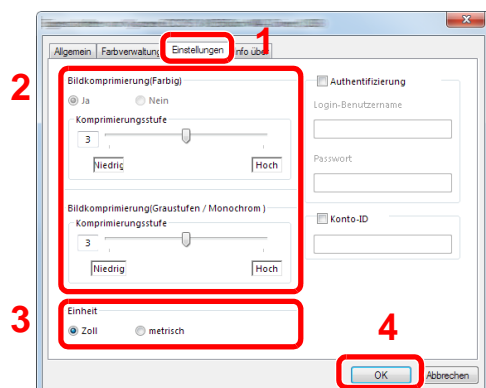 1
Allgemein Farbverwaltung Einstellungen Info über
2
Bildkomprimierung(Farbig)
Ja Nein
Komprimierungsstufe
3
Niedrig Hoch
Bildkomprimierung(Graustufen / Monochrom )
Komprimierungsstufe
3
Niedrig Hoch
Authentifizierung
Login-Benutzername
Passwort
Konto-ID
3
Einheit
Zoll metrisch
4
OK Abbrechen